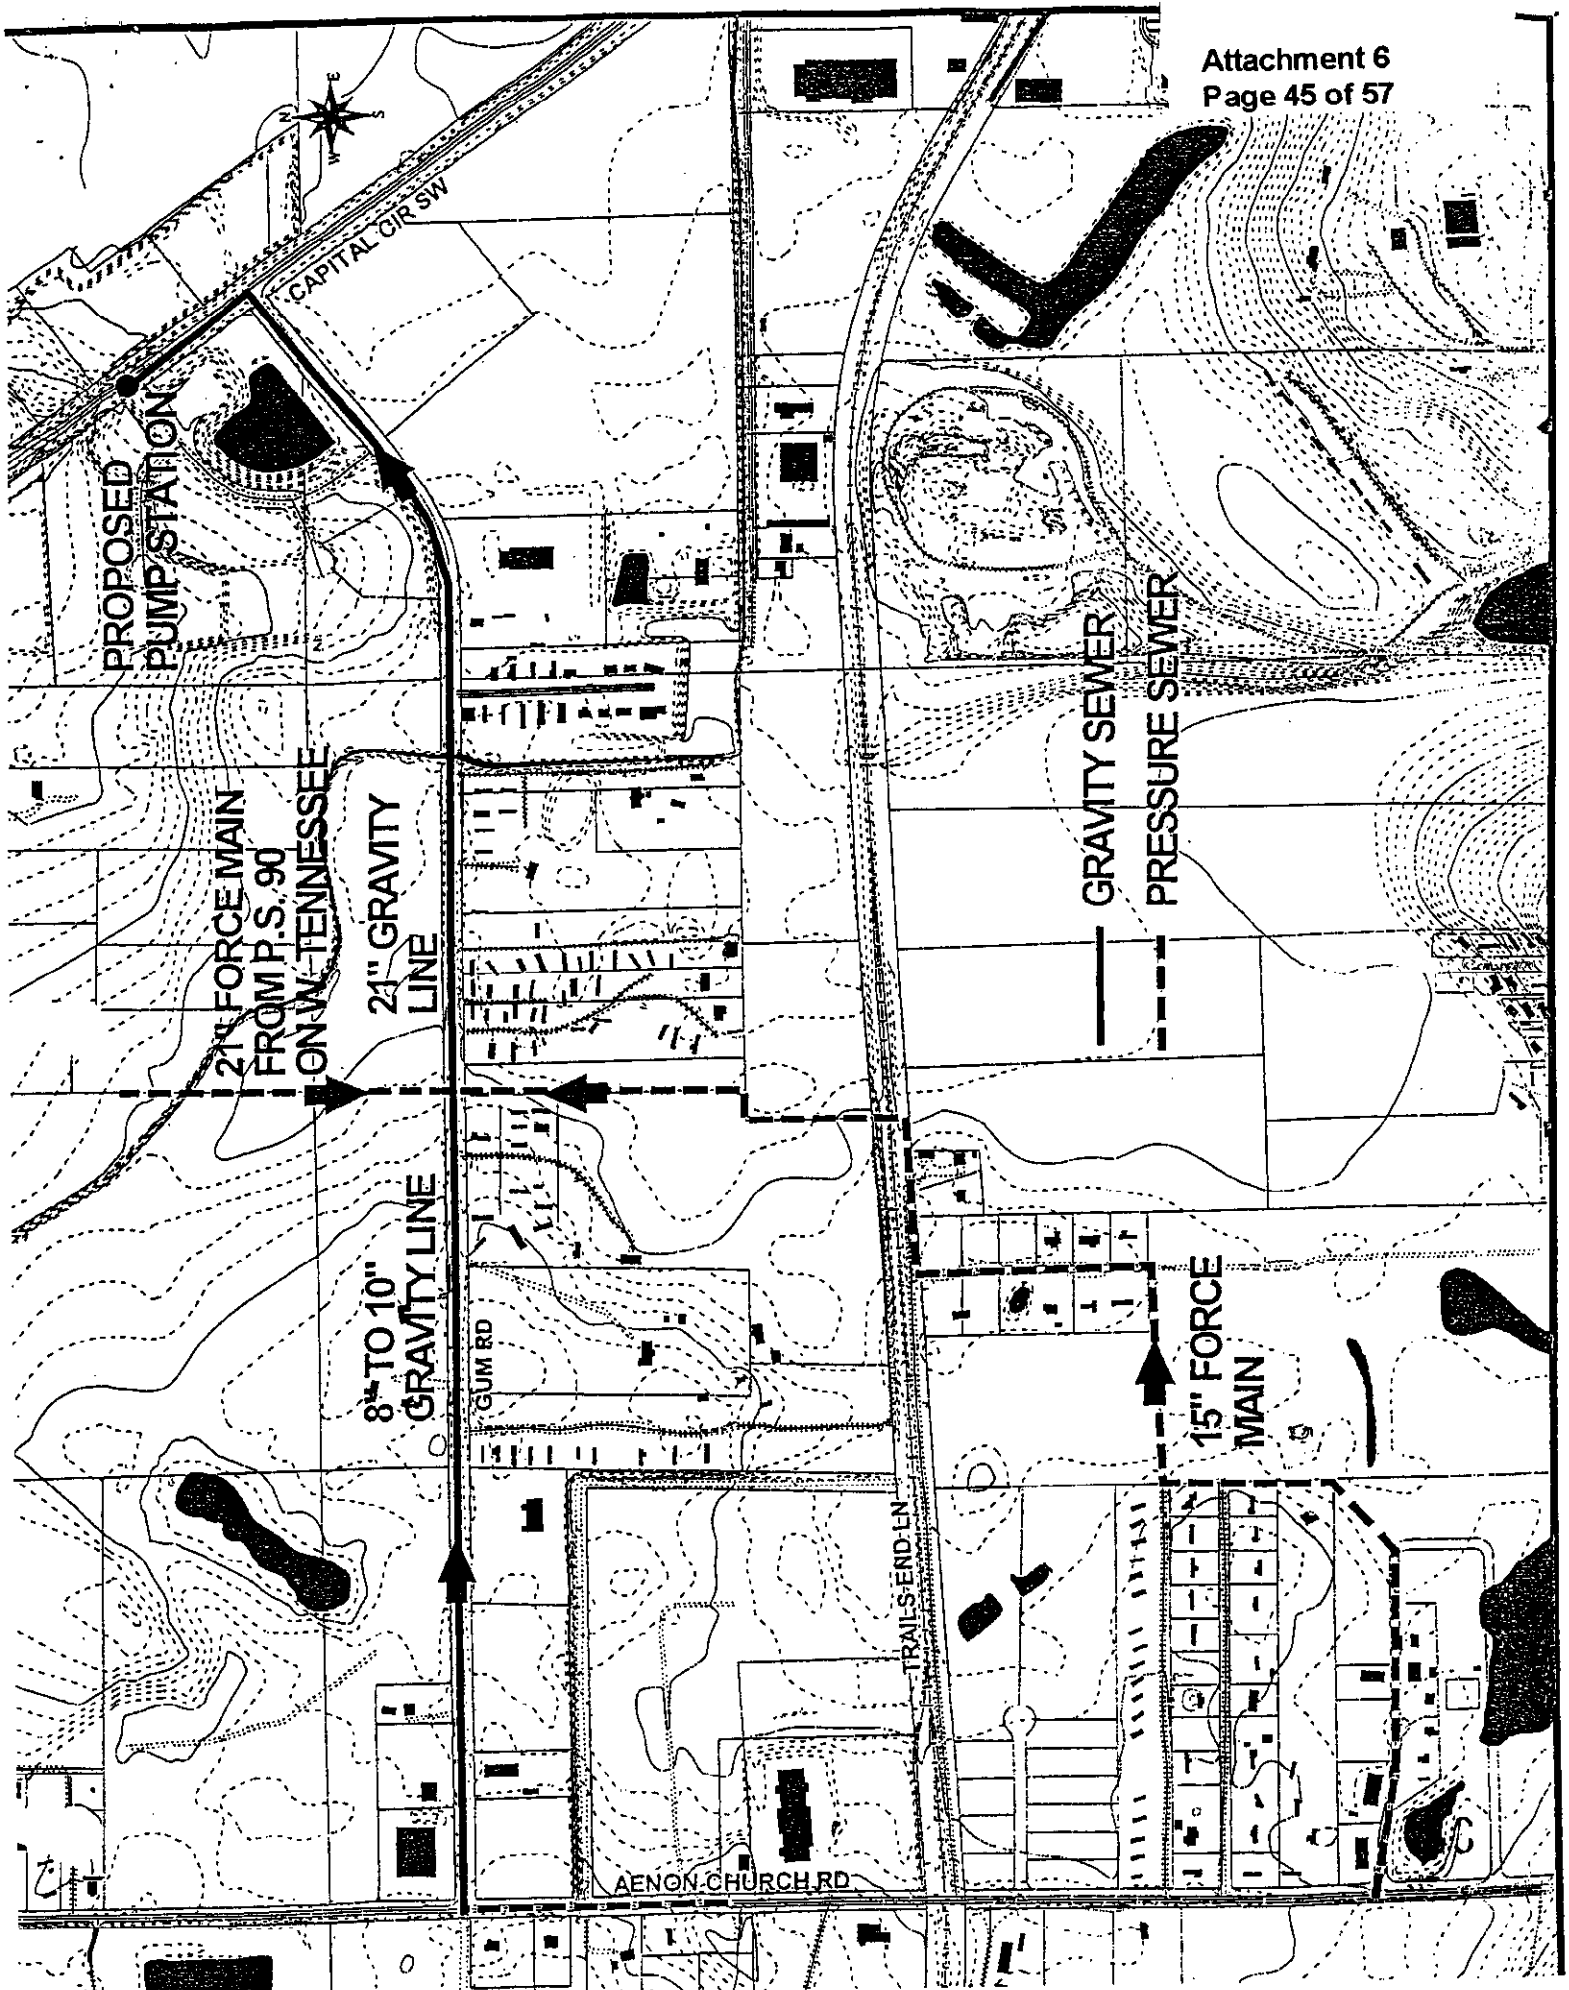 Attachment 6
Page 45 of 57
N
E
S
W
CAPITAL CIR SW
PROPOSED
PUMP STATION
21" FORCE MAIN
FROM P.S. 90
ON W. TENNESSEE
21" GRAVITY
LINE
GRAVITY SEWER
PRESSURE SEWER
8" TO 10"
GRAVITY LINE
GUM RD
15" FORCE
MAIN
TRAILS END LN
AENON CHURCH RD